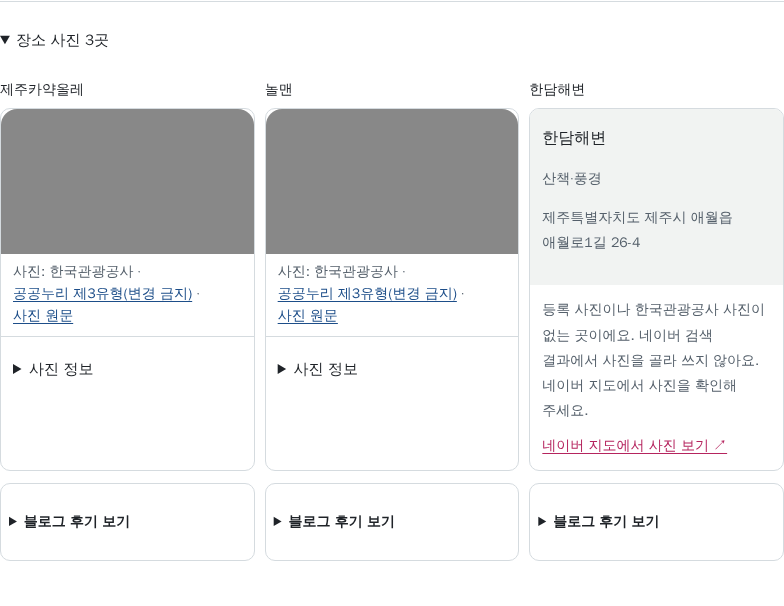 ▼ 장소 사진 3곳
제주카약올레
놀맨
한담해변
사진: 한국관광공사 ·
공공누리 제3유형(변경 금지) ·
사진 원문
▶ 사진 정보
사진: 한국관광공사 ·
공공누리 제3유형(변경 금지) ·
사진 원문
▶ 사진 정보
한담해변
산책·풍경
제주특별자치도 제주시 애월읍
애월로1길 26-4
등록 사진이나 한국관광공사 사진이
없는 곳이에요. 네이버 검색
결과에서 사진을 골라 쓰지 않아요.
네이버 지도에서 사진을 확인해
주세요.
네이버 지도에서 사진 보기 ↗
▶ 블로그 후기 보기
▶ 블로그 후기 보기
▶ 블로그 후기 보기